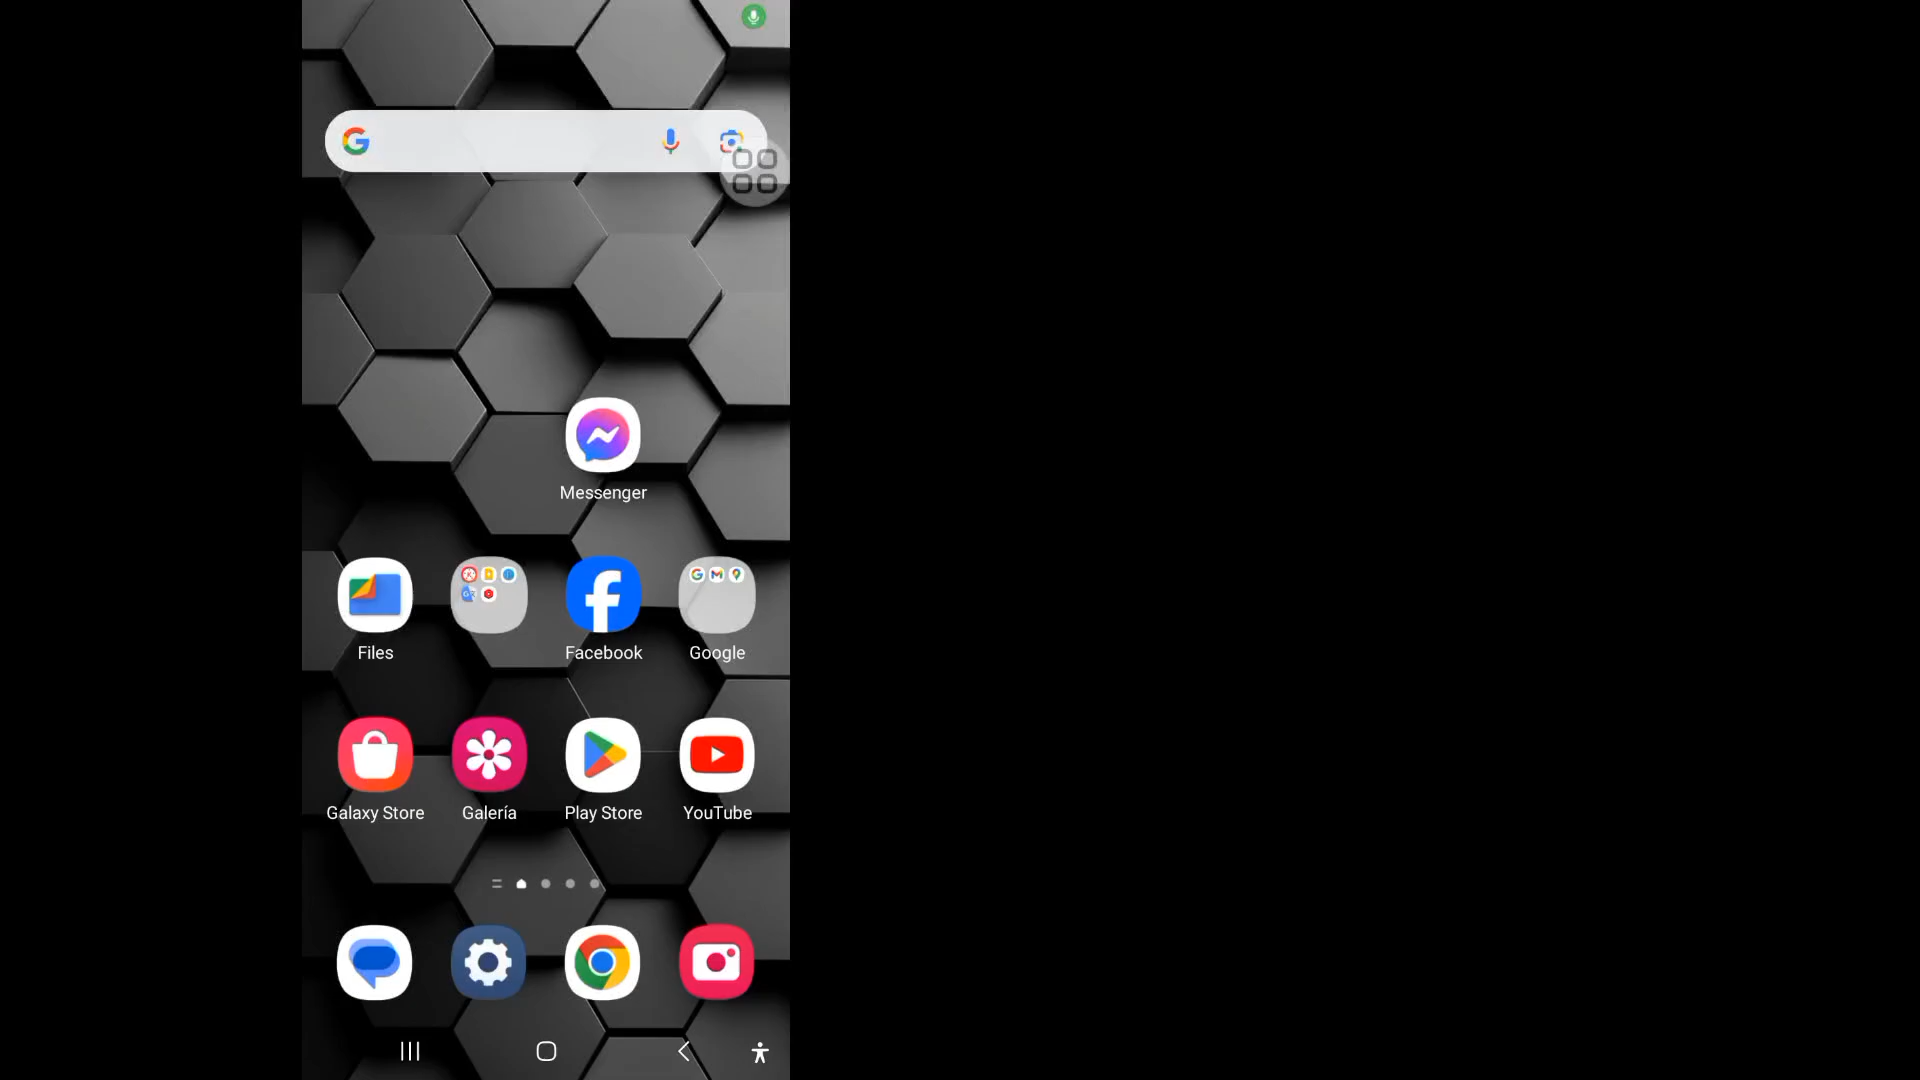 Messenger
Files
Facebook
Google
Galaxy Store
Galería
Play Store
YouTube